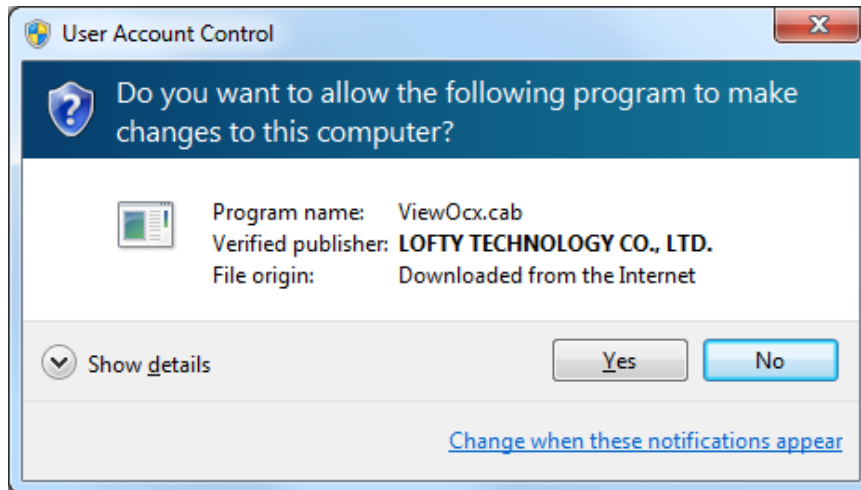 User Account Control
Do you want to allow the following program to make
changes to this computer?
Program name: ViewOcx.cab
Verified publisher: LOFTY TECHNOLOGY CO., LTD.
File origin: Downloaded from the Internet
Show details
Yes
No
Change when these notifications appear